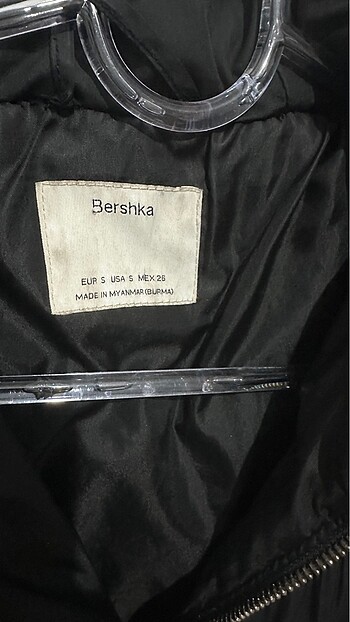 Bershka
EUR S USA S MEX 26
MADE IN MYANMAR (BURMA)